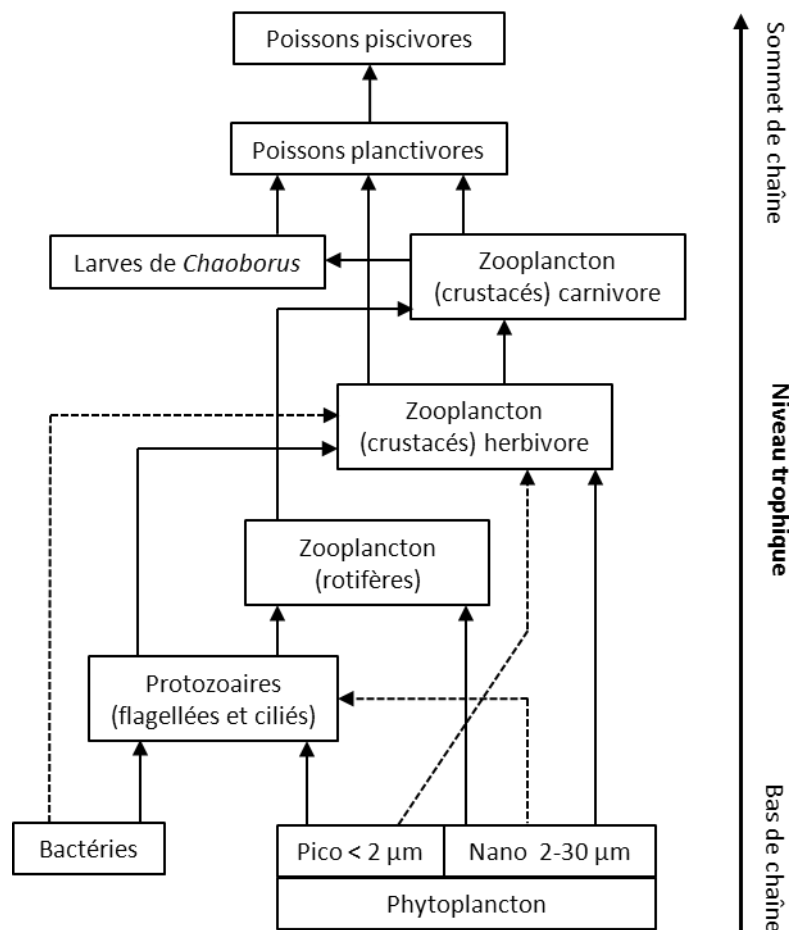 Poissons piscivores
Poissons planctivores
Larves de Chaoborus
Zooplancton
(crustacés) carnivore
Zooplancton
(crustacés) herbivore
Zooplancton
(rotifères)
Protozoaires
(flagellées et ciliés)
Bactéries
Pico < 2 µm
Nano 2-30 µm
Phytoplancton
Sommet de chaîne
Niveau trophique
Bas de chaîne